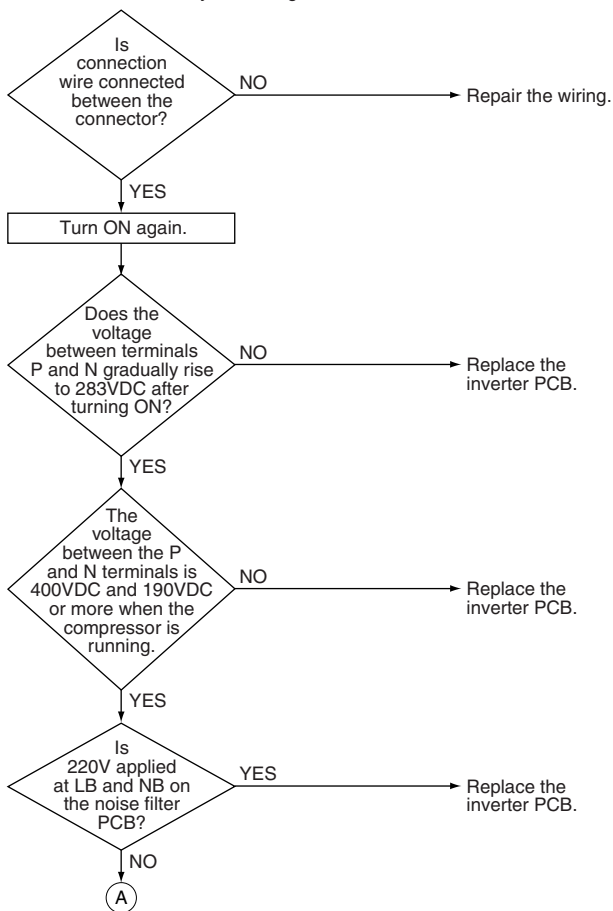 Is
connection
wire connected
between the
connector?
NO
Repair the wiring.
YES
Turn ON again.
Does the
voltage
between terminals
P and N gradually rise
to 283VDC after
turning ON?
NO
Replace the
inverter PCB.
YES
The
voltage
between the P
and N terminals is
400VDC and 190VDC
or more when the
compressor is
running.
NO
Replace the
inverter PCB.
YES
Is
220V applied
at LB and NB on
the noise filter
PCB?
YES
Replace the
inverter PCB.
NO
A